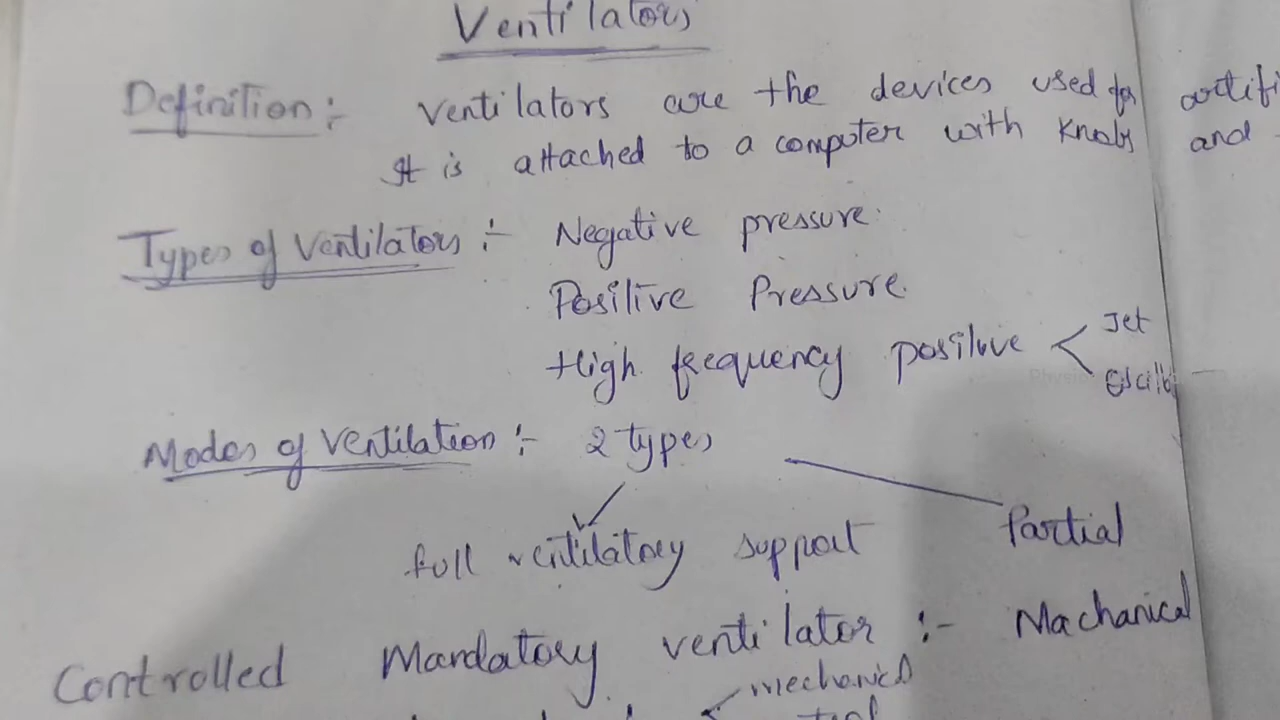 Ventilators
Definition :- Ventilators are the devices used for artifi
It is attached to a computer with Knobs and
Types of Ventilators :- Negative pressure.
Positive Pressure.
High frequency positive < Jet
Modes of Ventilation :- 2 types
full ventilatory support
Partial
Controlled Mandatory ventilator :- Machanical
mechanical